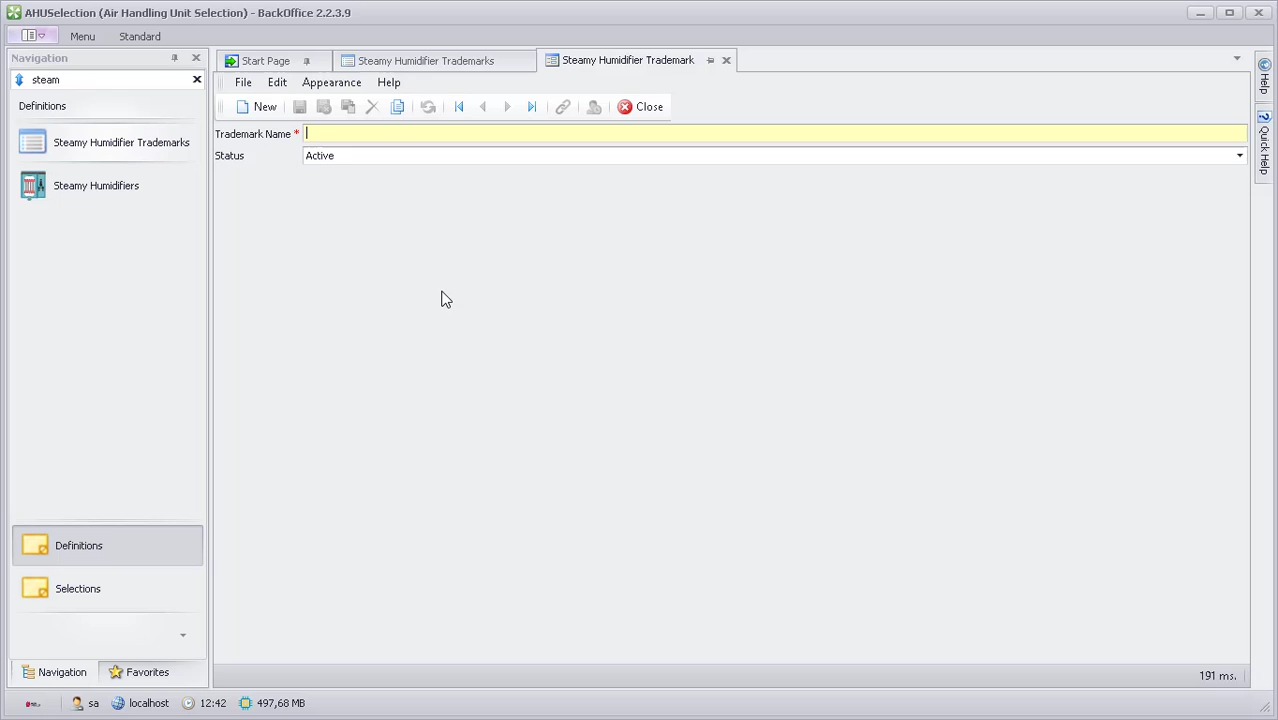 AHUSelection (Air Handling Unit Selection) - BackOffice 2.2.3.9
Menu Standard
Navigation
steam
Definitions
Steamy Humidifier Trademarks
Steamy Humidifiers
Definitions
Selections
Navigation Favorites
Start Page Steamy Humidifier Trademarks Steamy Humidifier Trademark
File Edit Appearance Help
New Close
Trademark Name *
Status Active
191 ms.
Help
Quick Help
sa localhost 12:42 497,68 MB